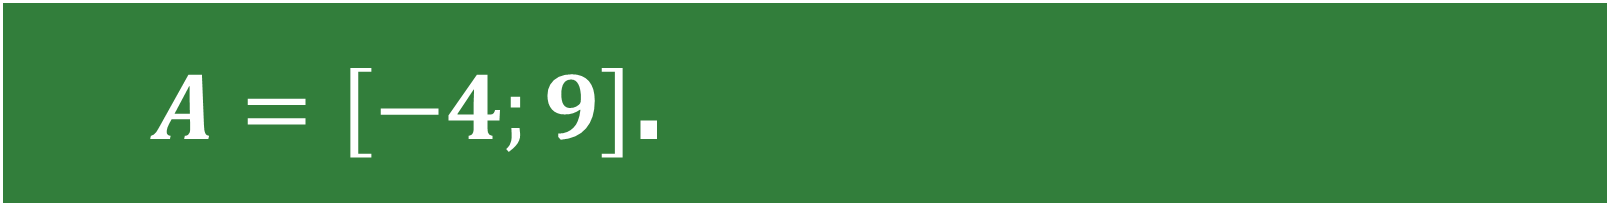 A = [−4; 9].